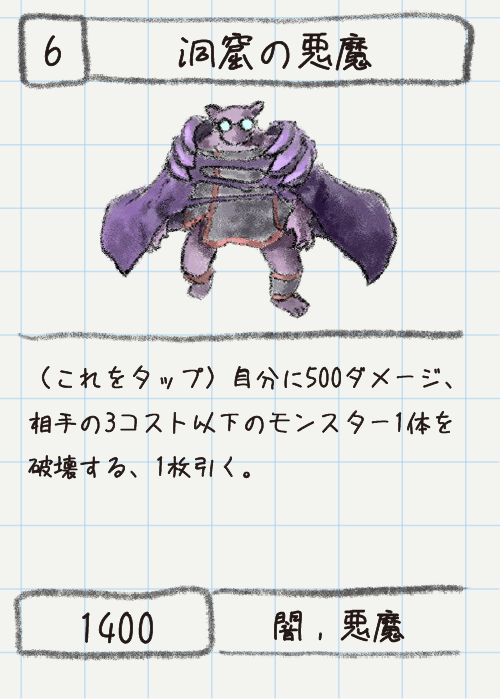 6
洞窟の悪魔
（これをタップ）自分に500ダメージ、
相手の3コスト以下のモンスター1体を
破壊する、1枚引く。
1400
闇，悪魔